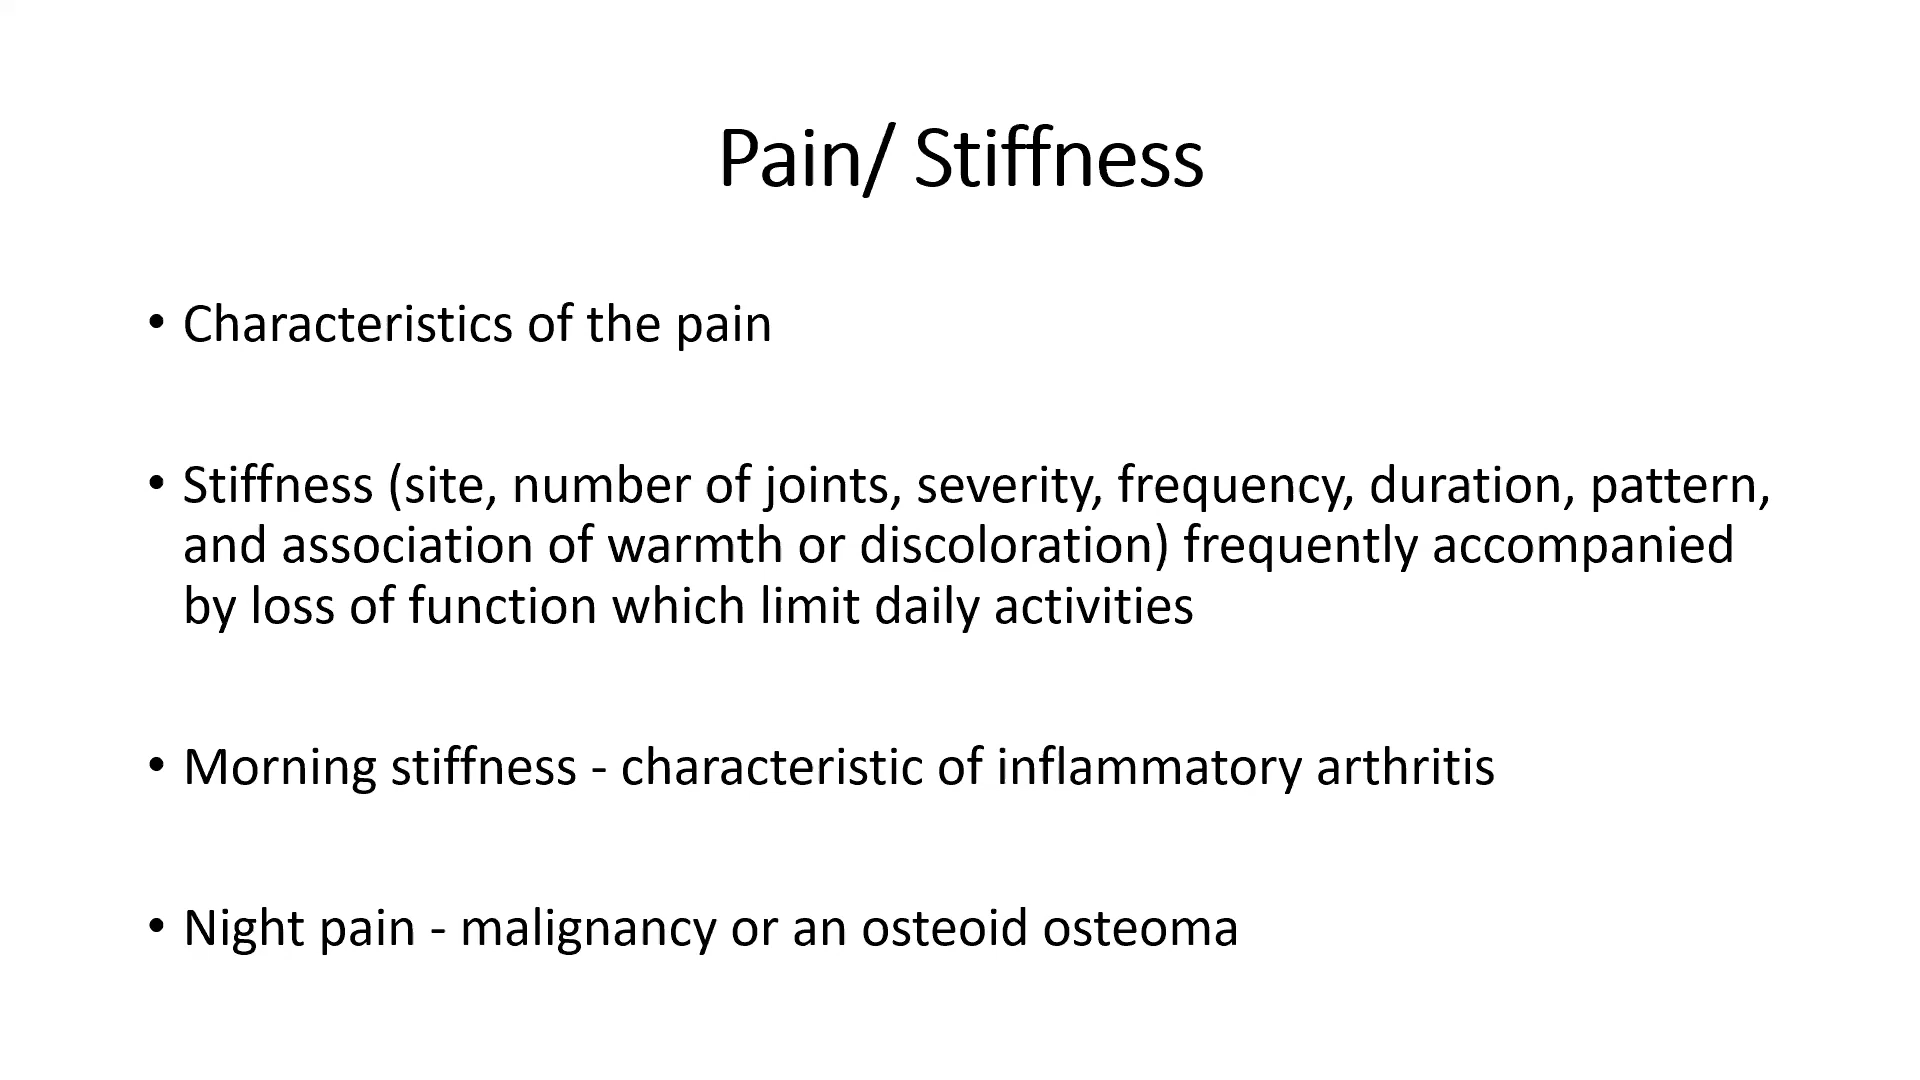 Pain/ Stiffness
• Characteristics of the pain
• Stiffness (site, number of joints, severity, frequency, duration, pattern,
and association of warmth or discoloration) frequently accompanied
by loss of function which limit daily activities
• Morning stiffness - characteristic of inflammatory arthritis
• Night pain - malignancy or an osteoid osteoma